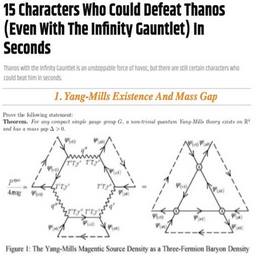 15 Characters Who Could Defeat Thanos
(Even With The Infinity Gauntlet) In
Seconds
Thanos with the Infinity Gauntlet is an unstoppable force of havoc, but there are still certain characters who
could beat him in seconds.
1. Yang-Mills Existence And Mass Gap
Prove the following statement:
Theorem. For any compact simple gauge group G, a non-trivial quantum Yang-Mills theory exists on R⁴
and has a mass gap Δ > 0.
=
Figure 1: The Yang-Mills Magentic Source Density as a Three-Fermion Baryon Density